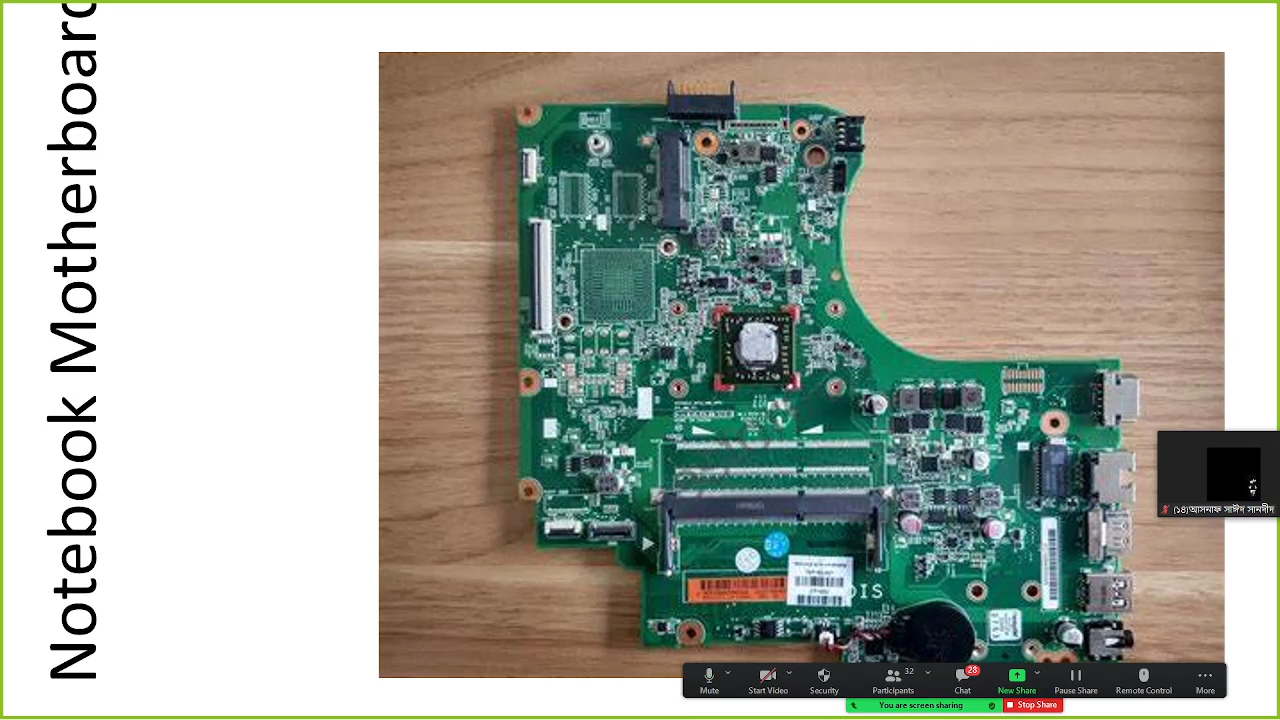 Notebook Motherboard
DIS
(১৪)আসনাফ সাঈদ সানদীদ
Mute
Start Video
Security
32
Participants
28
Chat
New Share
Pause Share
Remote Control
More
You are screen sharing
Stop Share